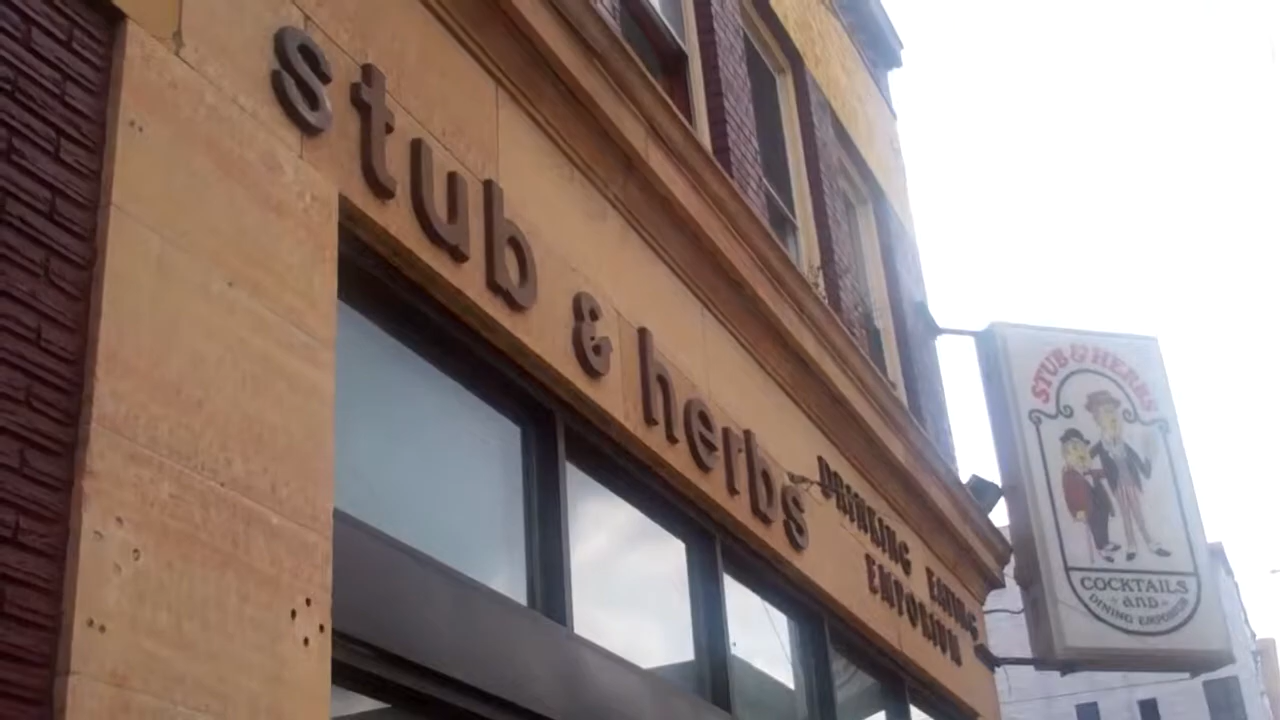 stub & herbs
DRINKING EATING
EMPORIUM
STUB & HERBS
COCKTAILS
AND
DINING EMPORIUM